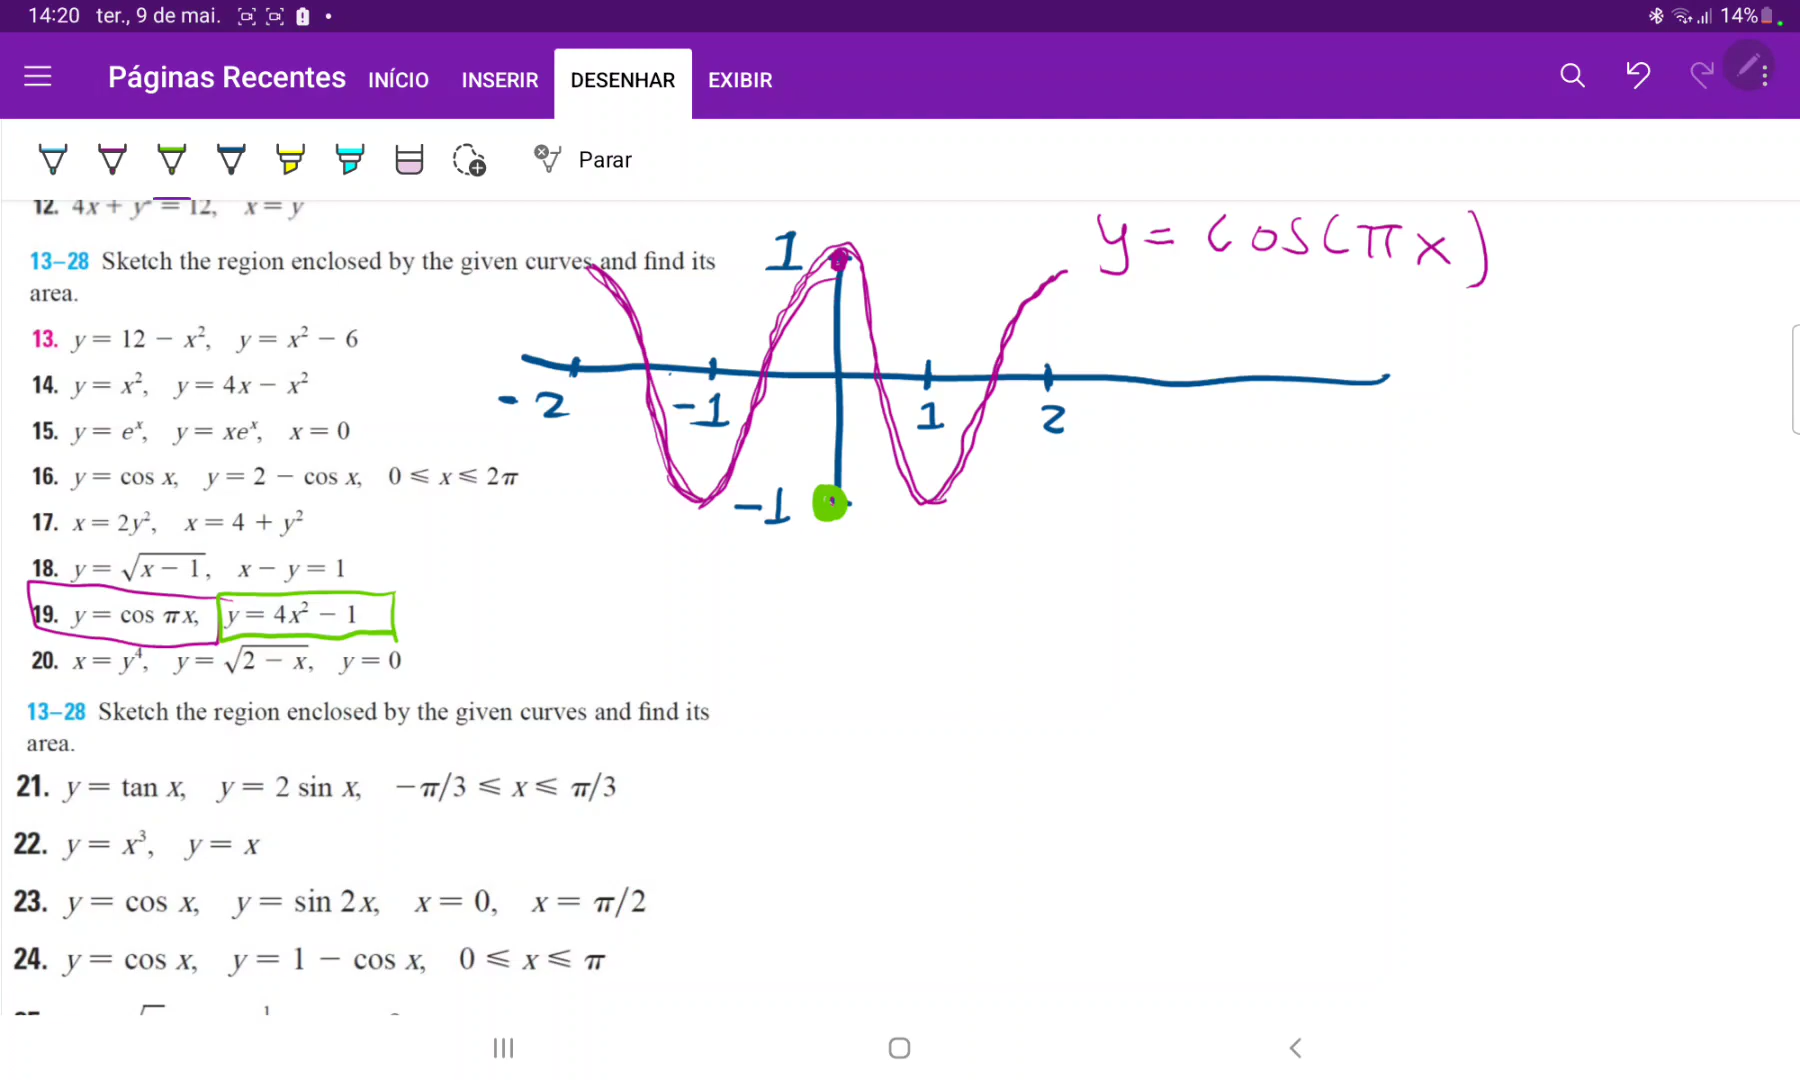 14:20 ter., 9 de mai. 14%
Páginas Recentes INÍCIO INSERIR DESENHAR EXIBIR
Parar
12. 4x + y² = 12, x = y
13–28 Sketch the region enclosed by the given curves and find its
area.
13. y = 12 − x², y = x² − 6
14. y = x², y = 4x − x²
15. y = eˣ, y = xeˣ, x = 0
16. y = cos x, y = 2 − cos x, 0 ⩽ x ⩽ 2π
17. x = 2y², x = 4 + y²
18. y = √(x − 1), x − y = 1
19. y = cos πx, y = 4x² − 1
20. x = y⁴, y = √(2 − x), y = 0
y = cos(πx)
1
-2 -1 1 2
-1
13–28 Sketch the region enclosed by the given curves and find its
area.
21. y = tan x, y = 2 sin x, −π/3 ⩽ x ⩽ π/3
22. y = x³, y = x
23. y = cos x, y = sin 2x, x = 0, x = π/2
24. y = cos x, y = 1 − cos x, 0 ⩽ x ⩽ π